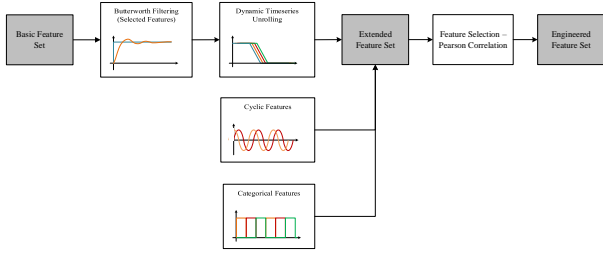 Basic Feature
Set
Butterworth Filtering
(Selected Features)
Dynamic Timeseries
Unrolling
Extended
Feature Set
Feature Selection –
Pearson Correlation
Engineered
Feature Set
Cyclic Features
Categorical Features